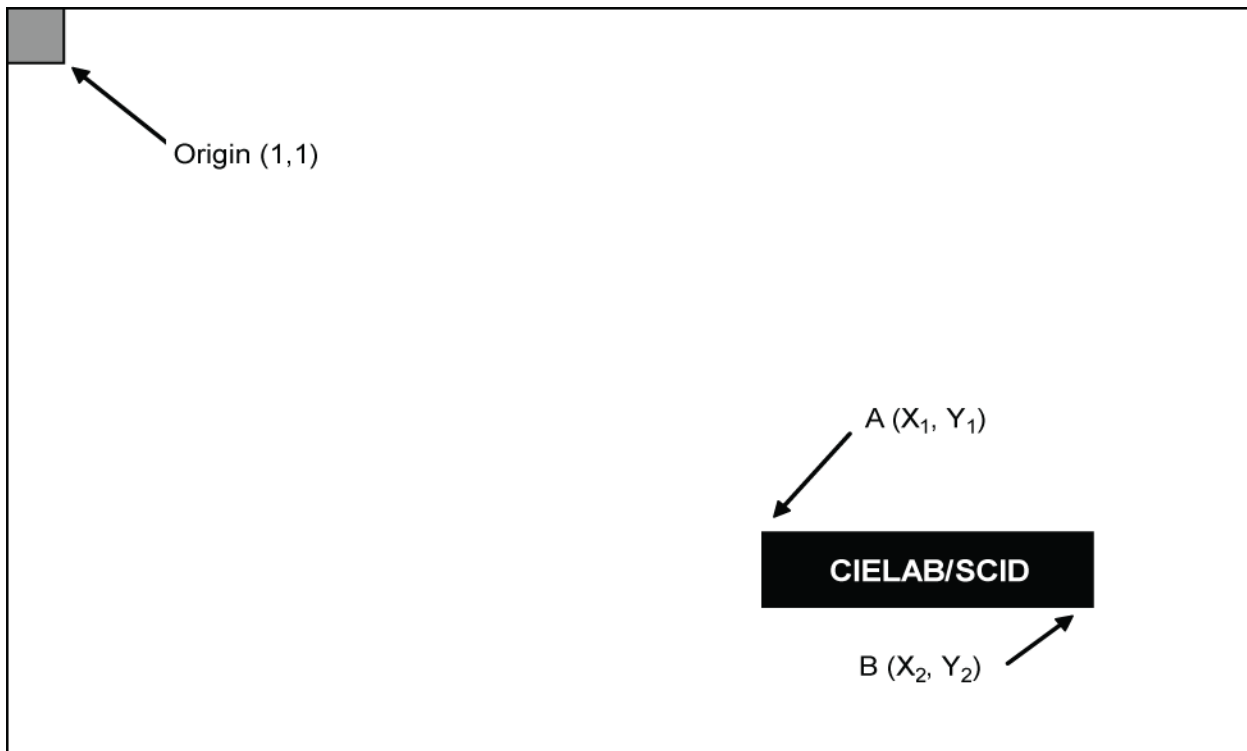 Origin (1,1)
A (X₁, Y₁)
CIELAB/SCID
B (X₂, Y₂)